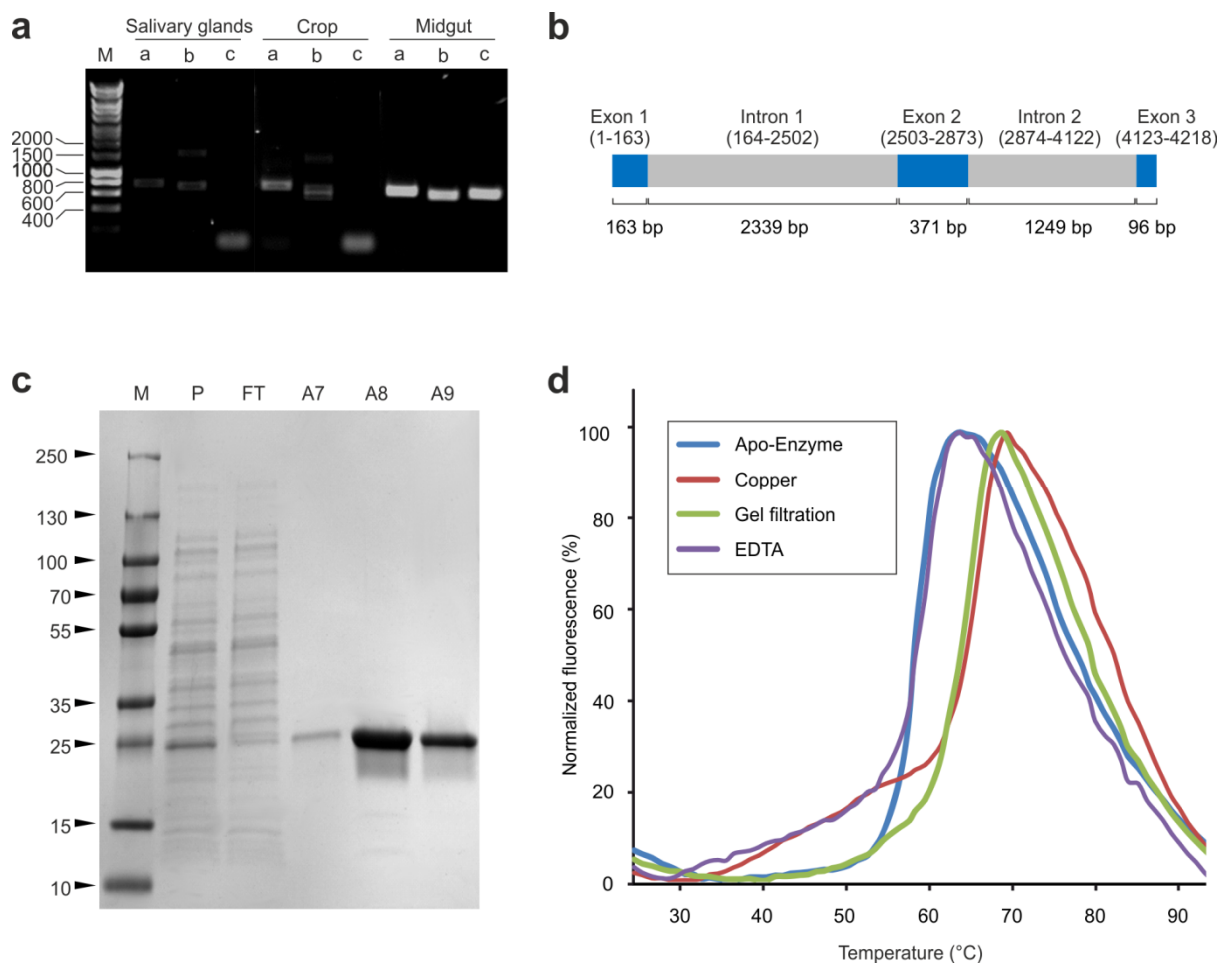 a
Salivary glands Crop Midgut
M a b c a b c a b c
2000
1500
1000
800
600
400
b
Exon 1 Intron 1 Exon 2 Intron 2 Exon 3
(1-163) (164-2502) (2503-2873) (2874-4122) (4123-4218)
163 bp 2339 bp 371 bp 1249 bp 96 bp
c
M P FT A7 A8 A9
250
130
100
70
55
35
25
15
10
d
Apo-Enzyme
Copper
Gel filtration
EDTA
Normalized fluorescence (%)
100
80
60
40
20
0
30 40 50 60 70 80 90
Temperature (°C)